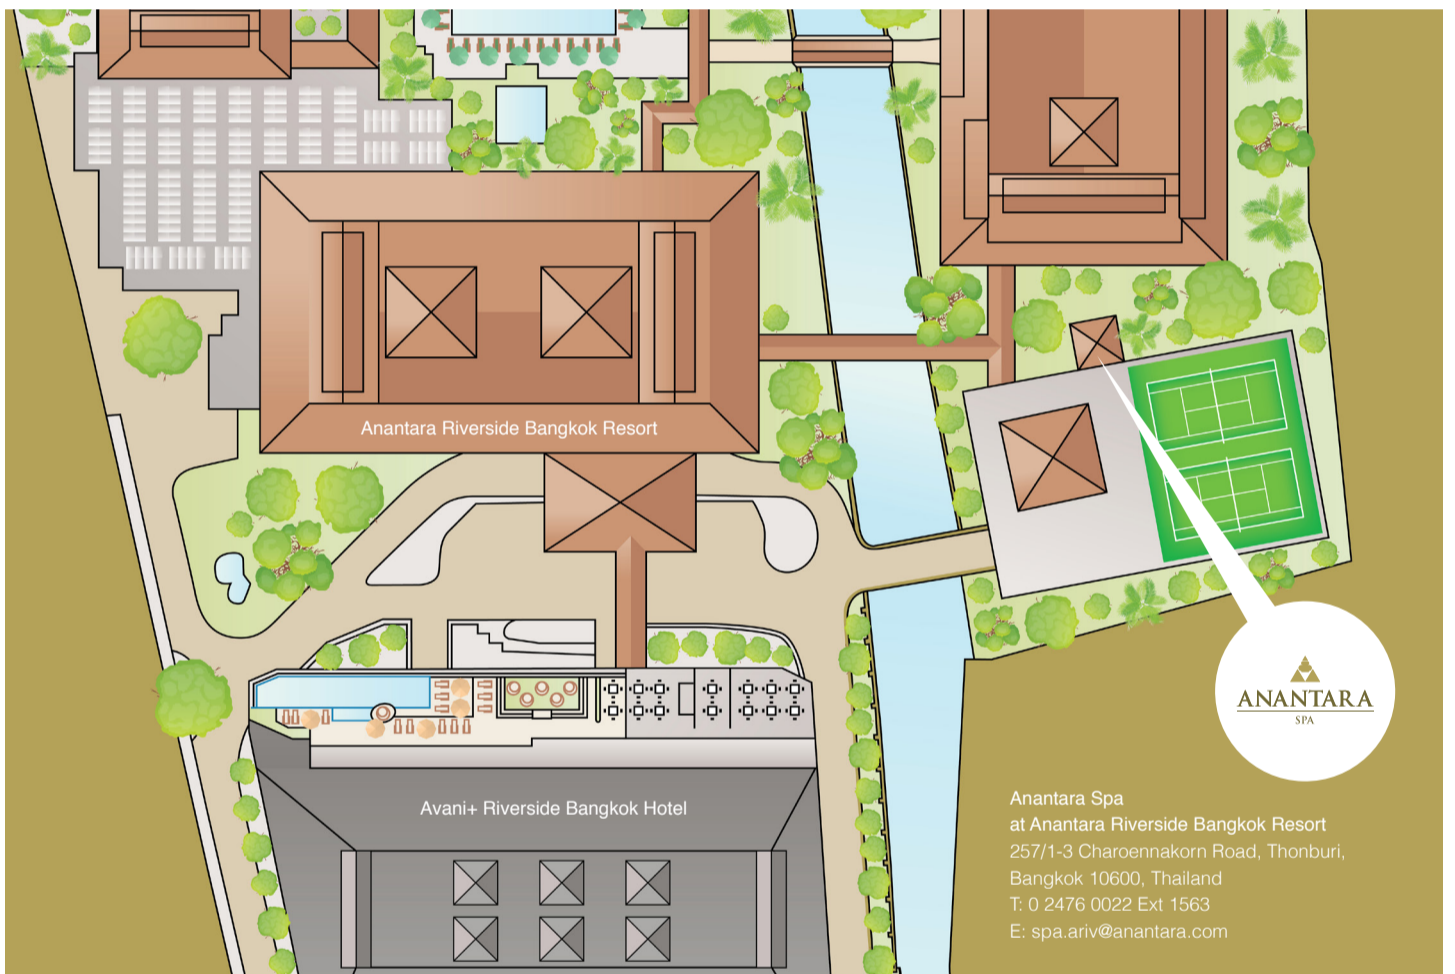 Anantara Riverside Bangkok Resort
ANANTARA
SPA
Avani+ Riverside Bangkok Hotel
Anantara Spa
at Anantara Riverside Bangkok Resort
257/1-3 Charoennakorn Road, Thonburi,
Bangkok 10600, Thailand
T: 0 2476 0022 Ext 1563
E: spa.ariv@anantara.com